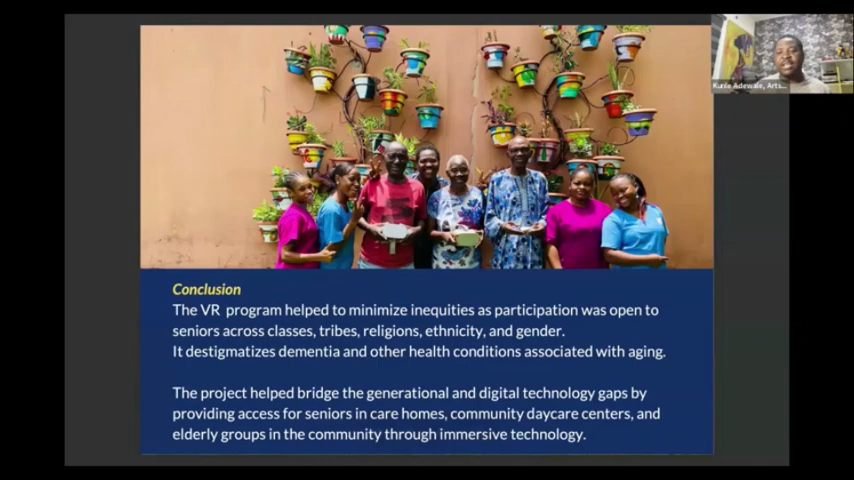 Kunle Adewale, Arts...
Conclusion
The VR program helped to minimize inequities as participation was open to
seniors across classes, tribes, religions, ethnicity, and gender.
It destigmatizes dementia and other health conditions associated with aging.
The project helped bridge the generational and digital technology gaps by
providing access for seniors in care homes, community daycare centers, and
elderly groups in the community through immersive technology.